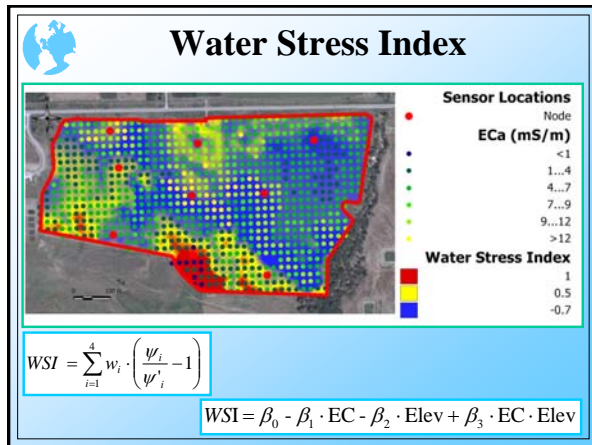 Water Stress Index
Sensor Locations
Node
ECa (mS/m)
<1
1...4
4...7
7...9
9...12
>12
Water Stress Index
1
0.5
-0.7
WSI = ∑_{i=1}^{4} w_i · (ψ_i / ψ'_i − 1)
WSI = β₀ - β₁ · EC - β₂ · Elev + β₃ · EC · Elev